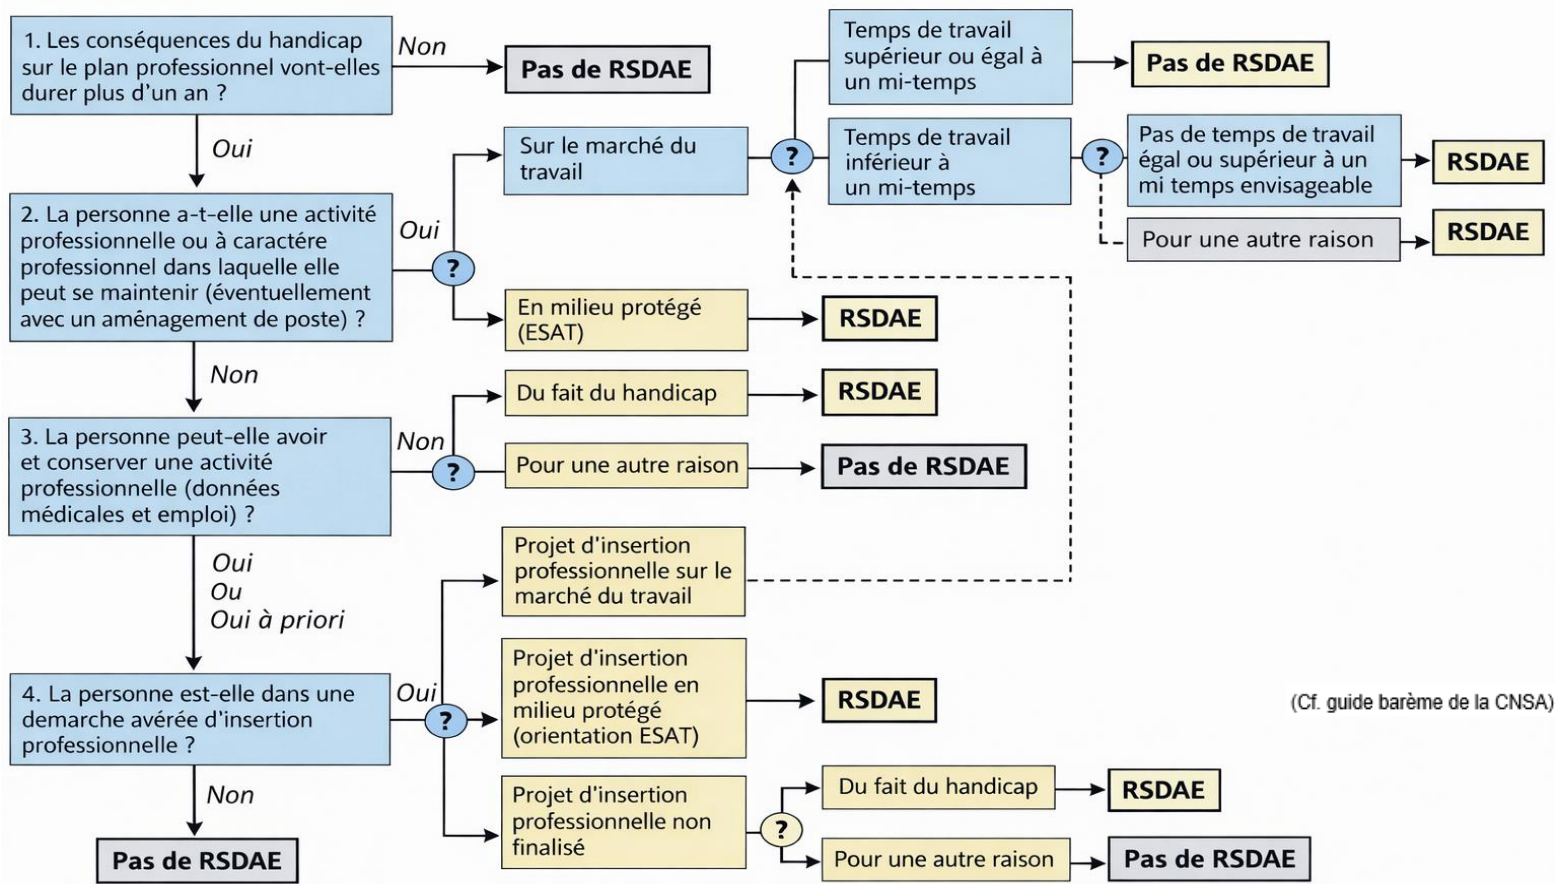 1. Les conséquences du handicap
sur le plan professionnel vont-elles
durer plus d'un an ?
Non
Pas de RSDAE
Oui
2. La personne a-t-elle une activité
professionnelle ou à caractére
professionnel dans laquelle elle
peut se maintenir (éventuellement
avec un aménagement de poste) ?
Oui
?
Sur le marché du
travail
?
Temps de travail
supérieur ou égal à
un mi-temps
Pas de RSDAE
Temps de travail
inférieur à
un mi-temps
?
Pas de temps de travail
égal ou supérieur à un
mi temps envisageable
RSDAE
Pour une autre raison
RSDAE
En milieu protégé
(ESAT)
RSDAE
Non
3. La personne peut-elle avoir
et conserver une activité
professionnelle (données
médicales et emploi) ?
Non
?
Du fait du handicap
RSDAE
Pour une autre raison
Pas de RSDAE
Oui
Ou
Oui à priori
4. La personne est-elle dans une
demarche avérée d'insertion
professionnelle ?
Oui
?
Projet d'insertion
professionnelle sur le
marché du travail
Projet d'insertion
professionnelle en
milieu protégé
(orientation ESAT)
RSDAE
Projet d'insertion
professionnelle non
finalisé
?
Du fait du handicap
RSDAE
Pour une autre raison
Pas de RSDAE
Non
Pas de RSDAE
(Cf. guide barème de la CNSA)